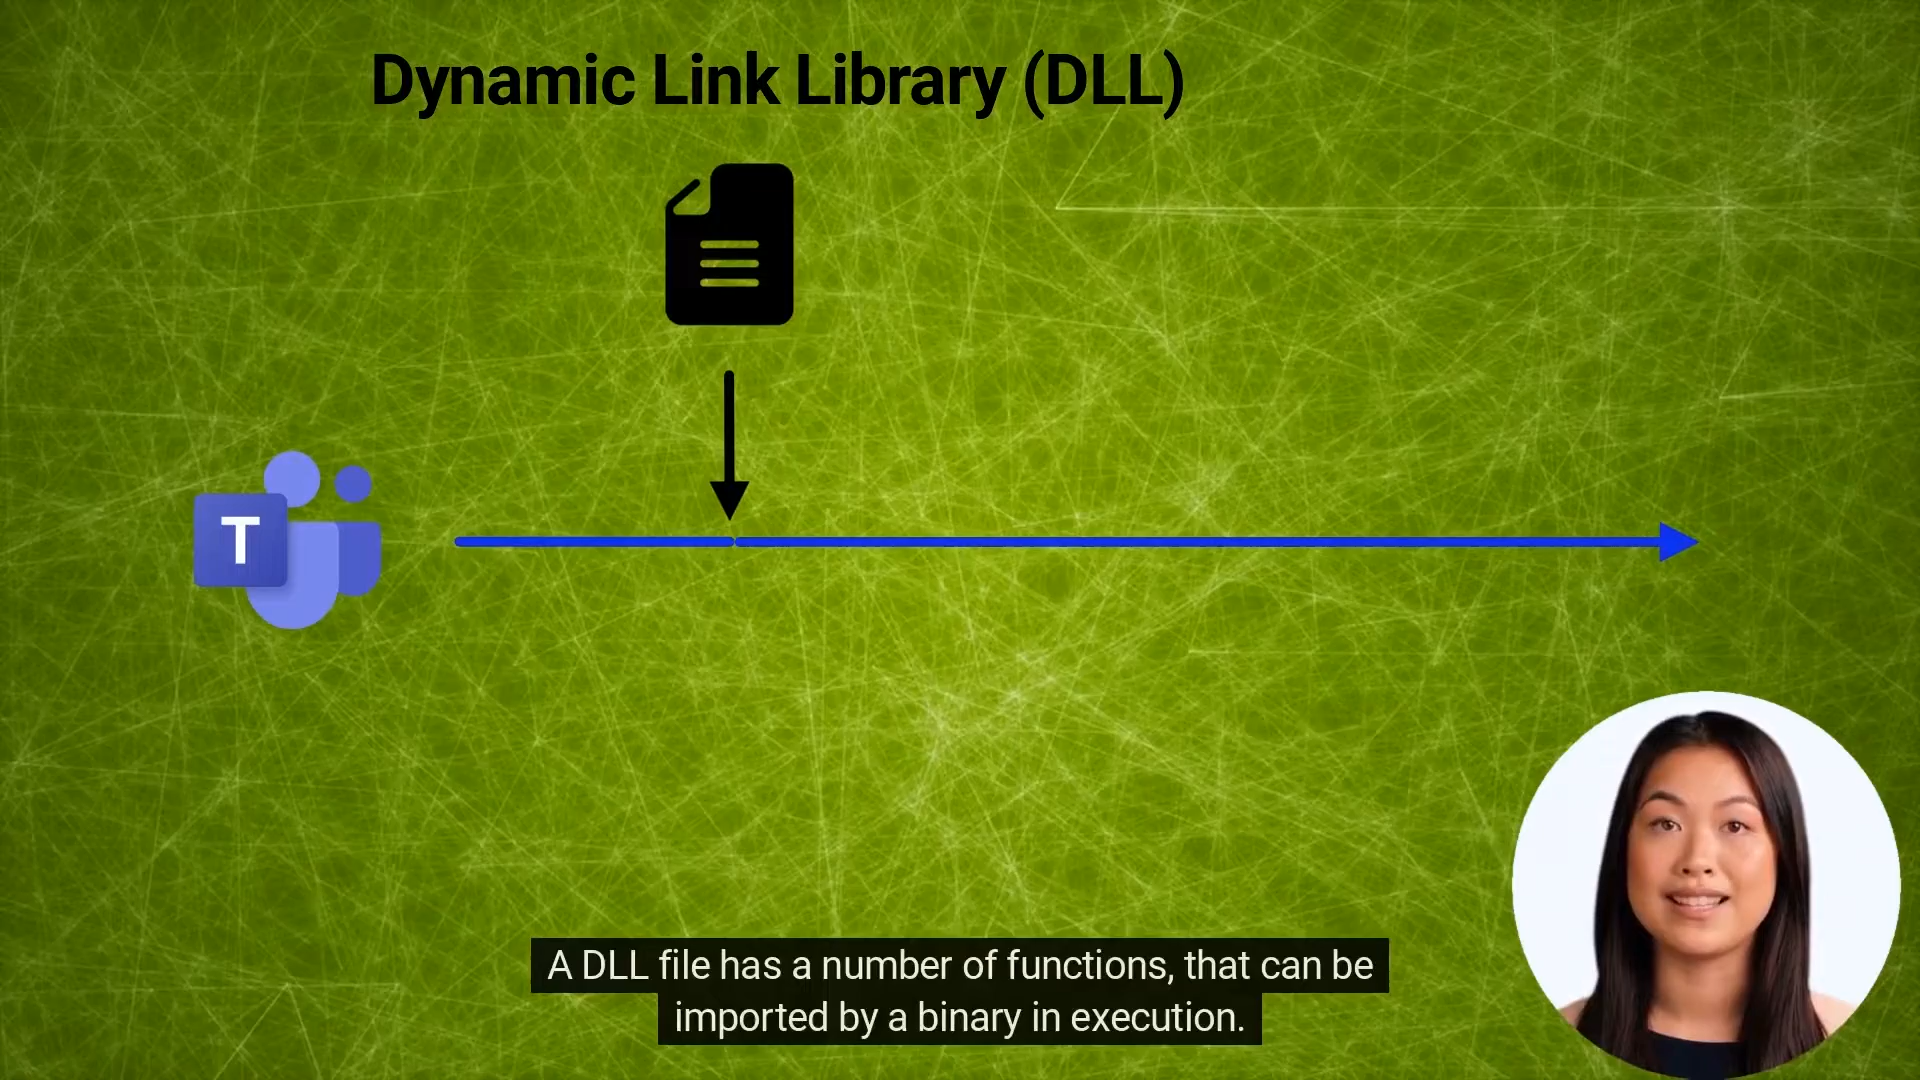 Dynamic Link Library (DLL)
T
A DLL file has a number of functions, that can be
imported by a binary in execution.